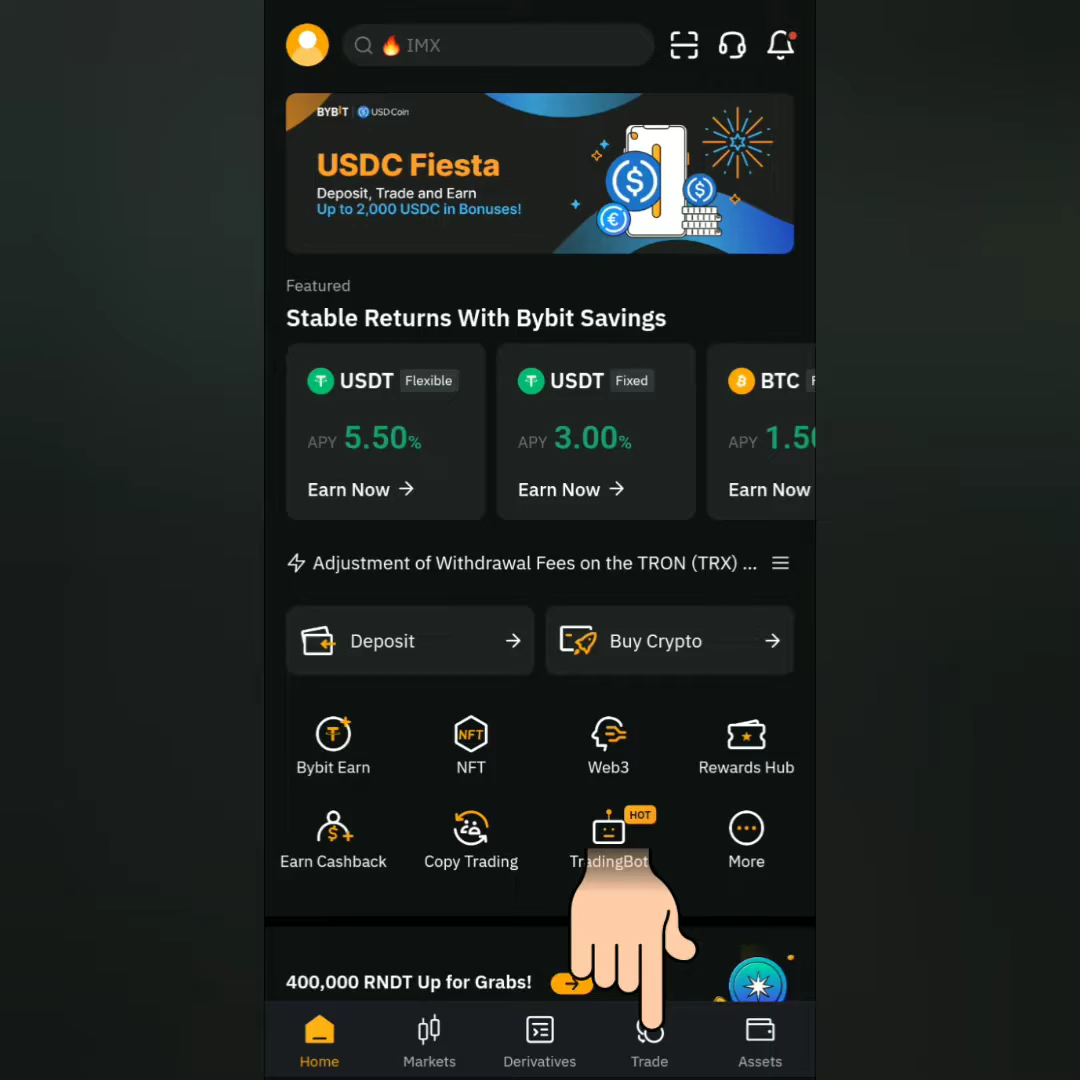 IMX
BYBIT | USD Coin
USDC Fiesta
Deposit, Trade and Earn
Up to 2,000 USDC in Bonuses!
Featured
Stable Returns With Bybit Savings
USDT Flexible
APY 5.50%
Earn Now
USDT Fixed
APY 3.00%
Earn Now
BTC
APY 1.50
Earn Now
Adjustment of Withdrawal Fees on the TRON (TRX) ...
Deposit
Buy Crypto
Bybit Earn
NFT
NFT
Web3
Rewards Hub
Earn Cashback
Copy Trading
HOT
TradingBot
More
400,000 RNDT Up for Grabs!
Home
Markets
Derivatives
Trade
Assets